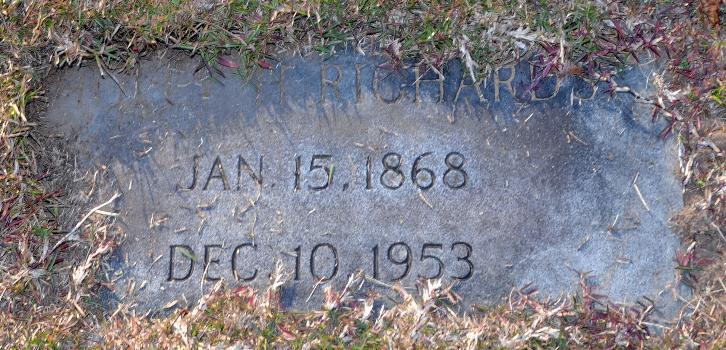 H. RICHARDS
JAN. 15, 1868
DEC. 10, 1953